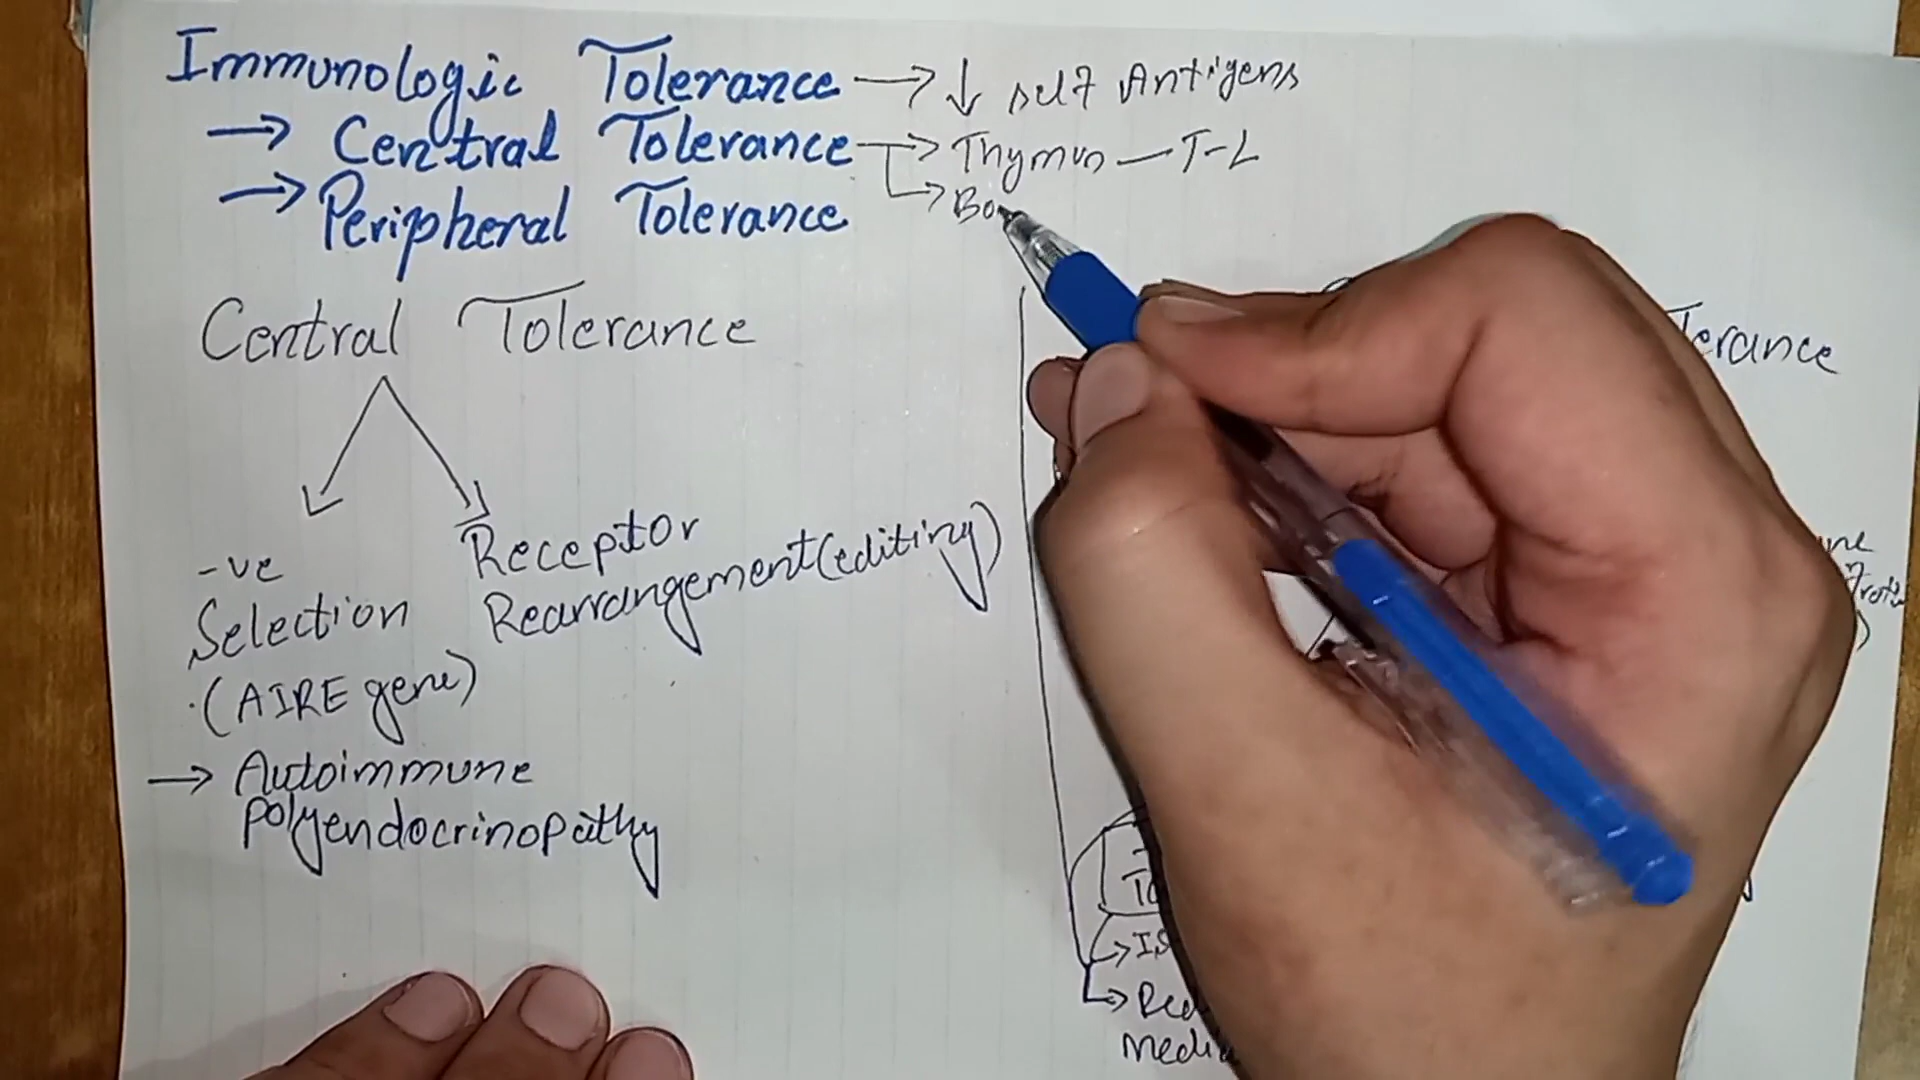 Immunologic Tolerance → ↓ self Antigens
→ Central Tolerance → Thymus — T-L
→ Peripheral Tolerance → Bo
Central Tolerance
-ve
Selection
(AIRE gene)
→ Autoimmune
polyendocrinopathy
Receptor
Rearrangement(editing)
lerance